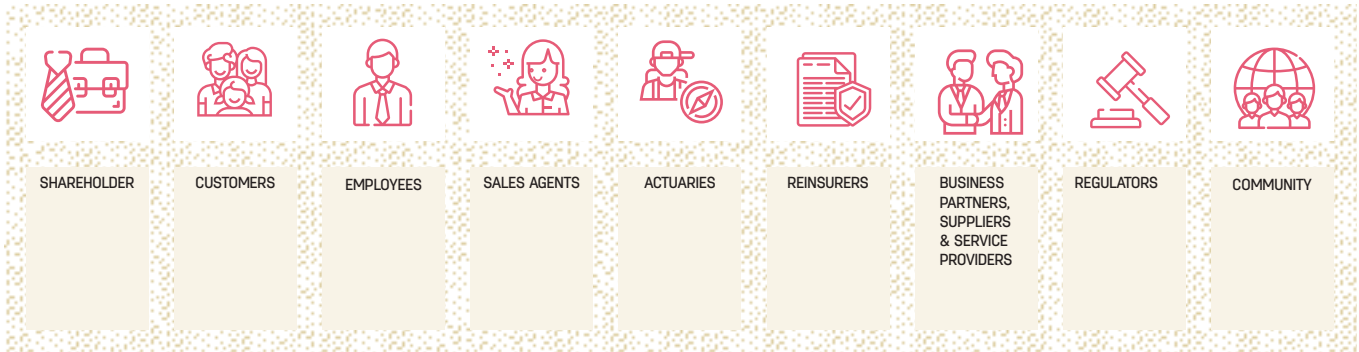 SHAREHOLDER
CUSTOMERS
EMPLOYEES
SALES AGENTS
ACTUARIES
REINSURERS
BUSINESS
PARTNERS,
SUPPLIERS
& SERVICE
PROVIDERS
REGULATORS
COMMUNITY